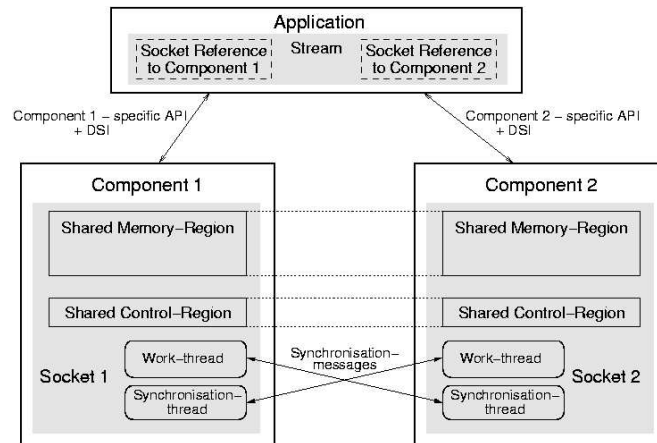 Application
Socket Reference
to Component 1
Stream
Socket Reference
to Component 2
Component 1 – specific API
+ DSI
Component 2 – specific API
+ DSI
Component 1
Shared Memory–Region
Shared Control–Region
Work–thread
Socket 1
Synchronisation–
thread
Synchronisation–
messages
Component 2
Shared Memory–Region
Shared Control–Region
Work–thread
Socket 2
Synchronisation–
thread